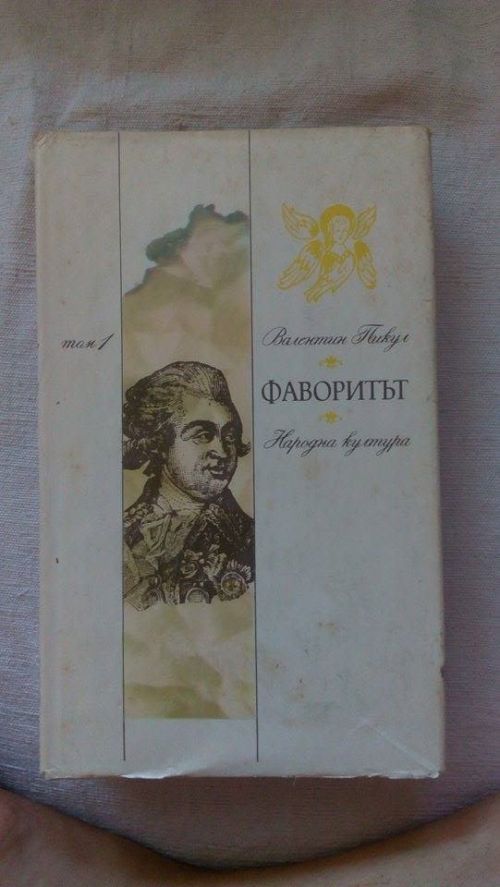 том 1
Валентин Пикул
ФАВОРИТЪТ
Народна култура